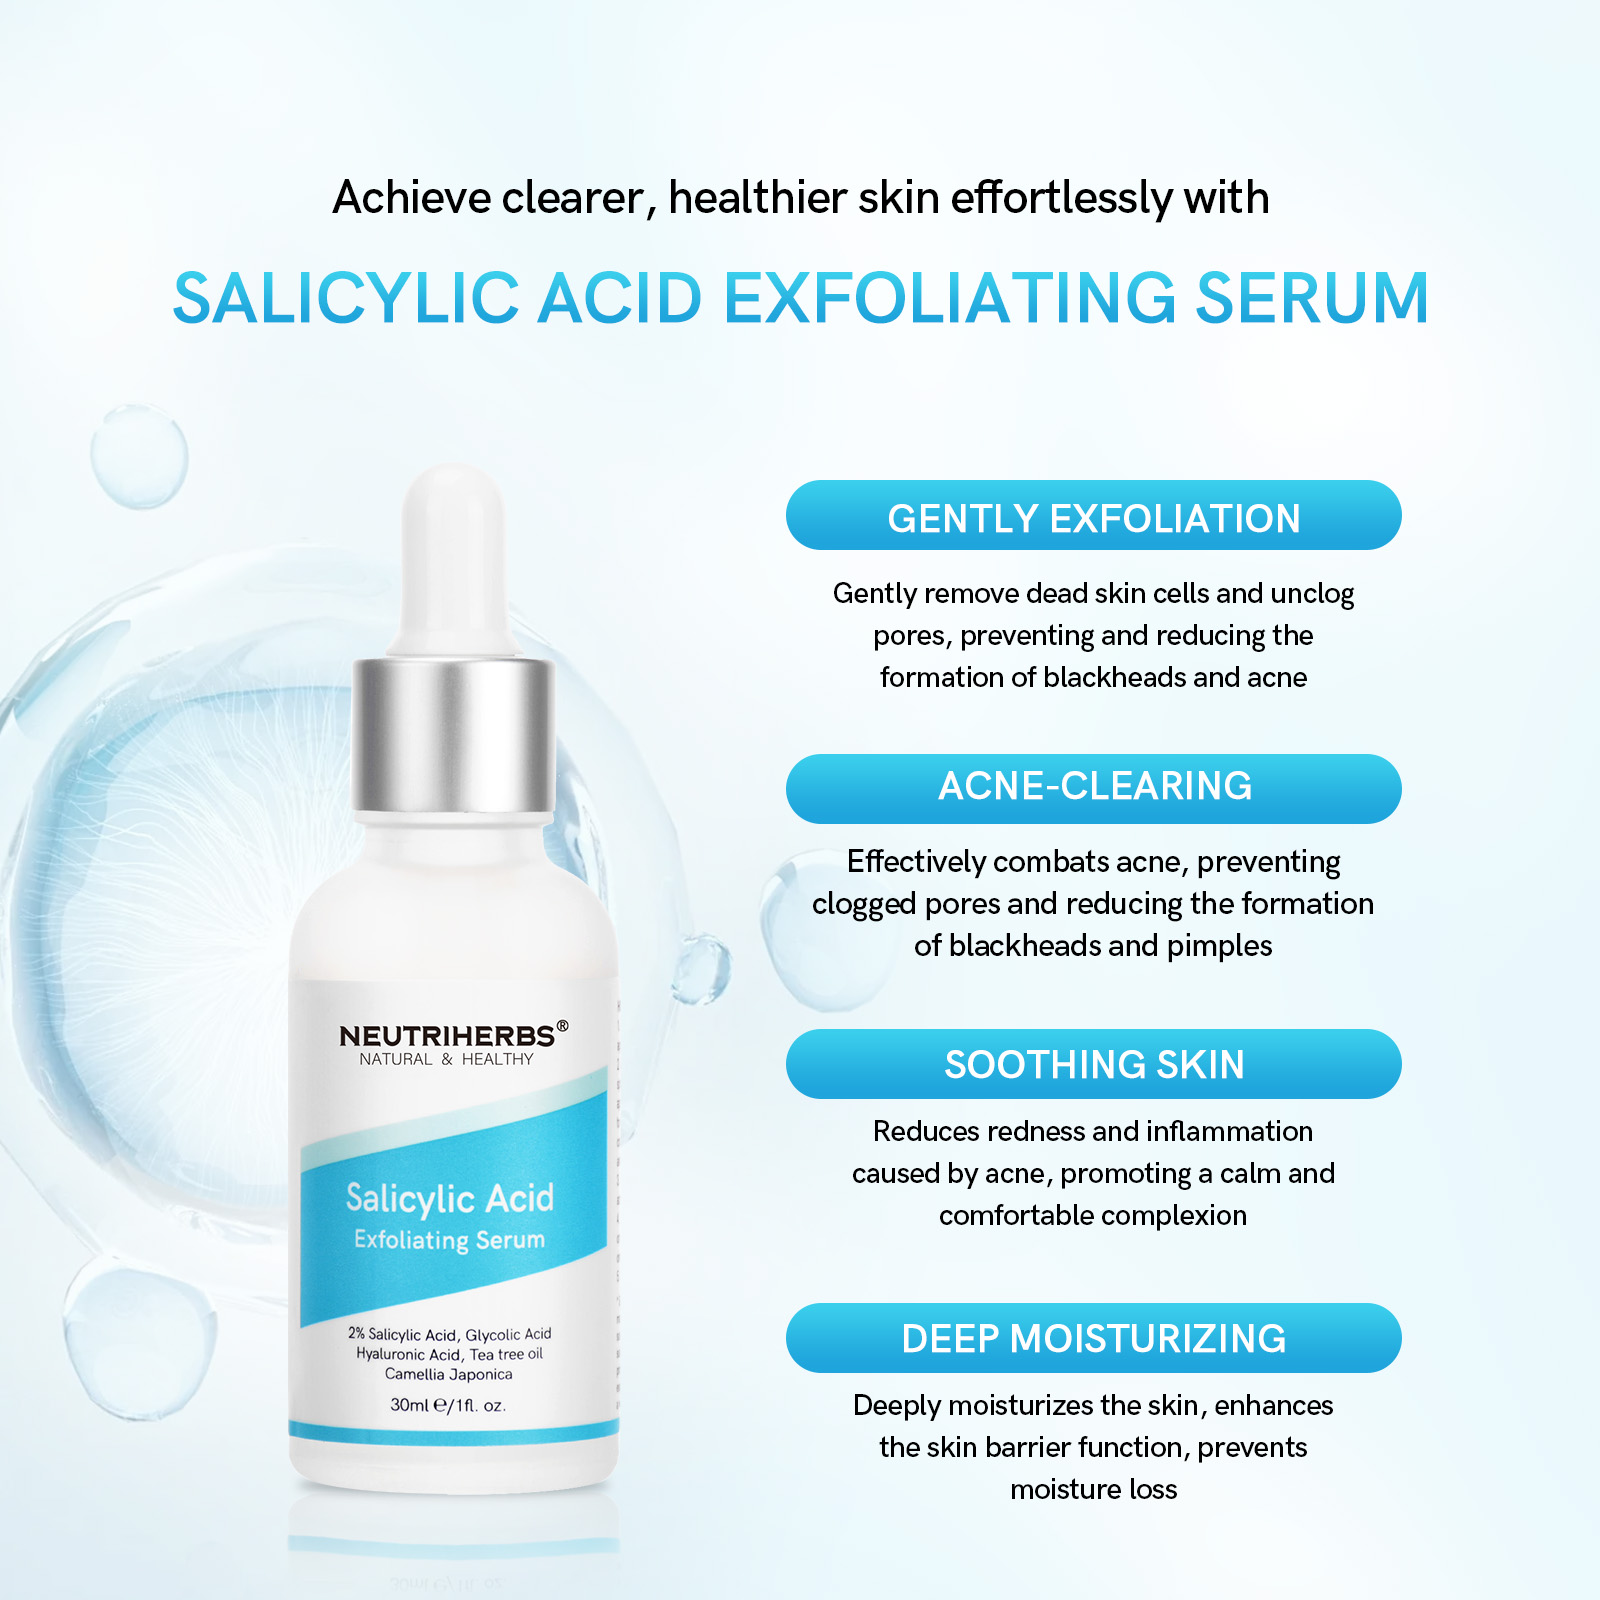 Achieve clearer, healthier skin effortlessly with
SALICYLIC ACID EXFOLIATING SERUM
GENTLY EXFOLIATION
Gently remove dead skin cells and unclog
pores, preventing and reducing the
formation of blackheads and acne
ACNE-CLEARING
Effectively combats acne, preventing
clogged pores and reducing the formation
of blackheads and pimples
SOOTHING SKIN
Reduces redness and inflammation
caused by acne, promoting a calm and
comfortable complexion
DEEP MOISTURIZING
Deeply moisturizes the skin, enhances
the skin barrier function, prevents
moisture loss
NEUTRIHERBS®
NATURAL & HEALTHY
Salicylic Acid
Exfoliating Serum
2% Salicylic Acid, Glycolic Acid
Hyaluronic Acid, Tea tree oil
Camellia Japonica
30ml ℮/1fl. oz.